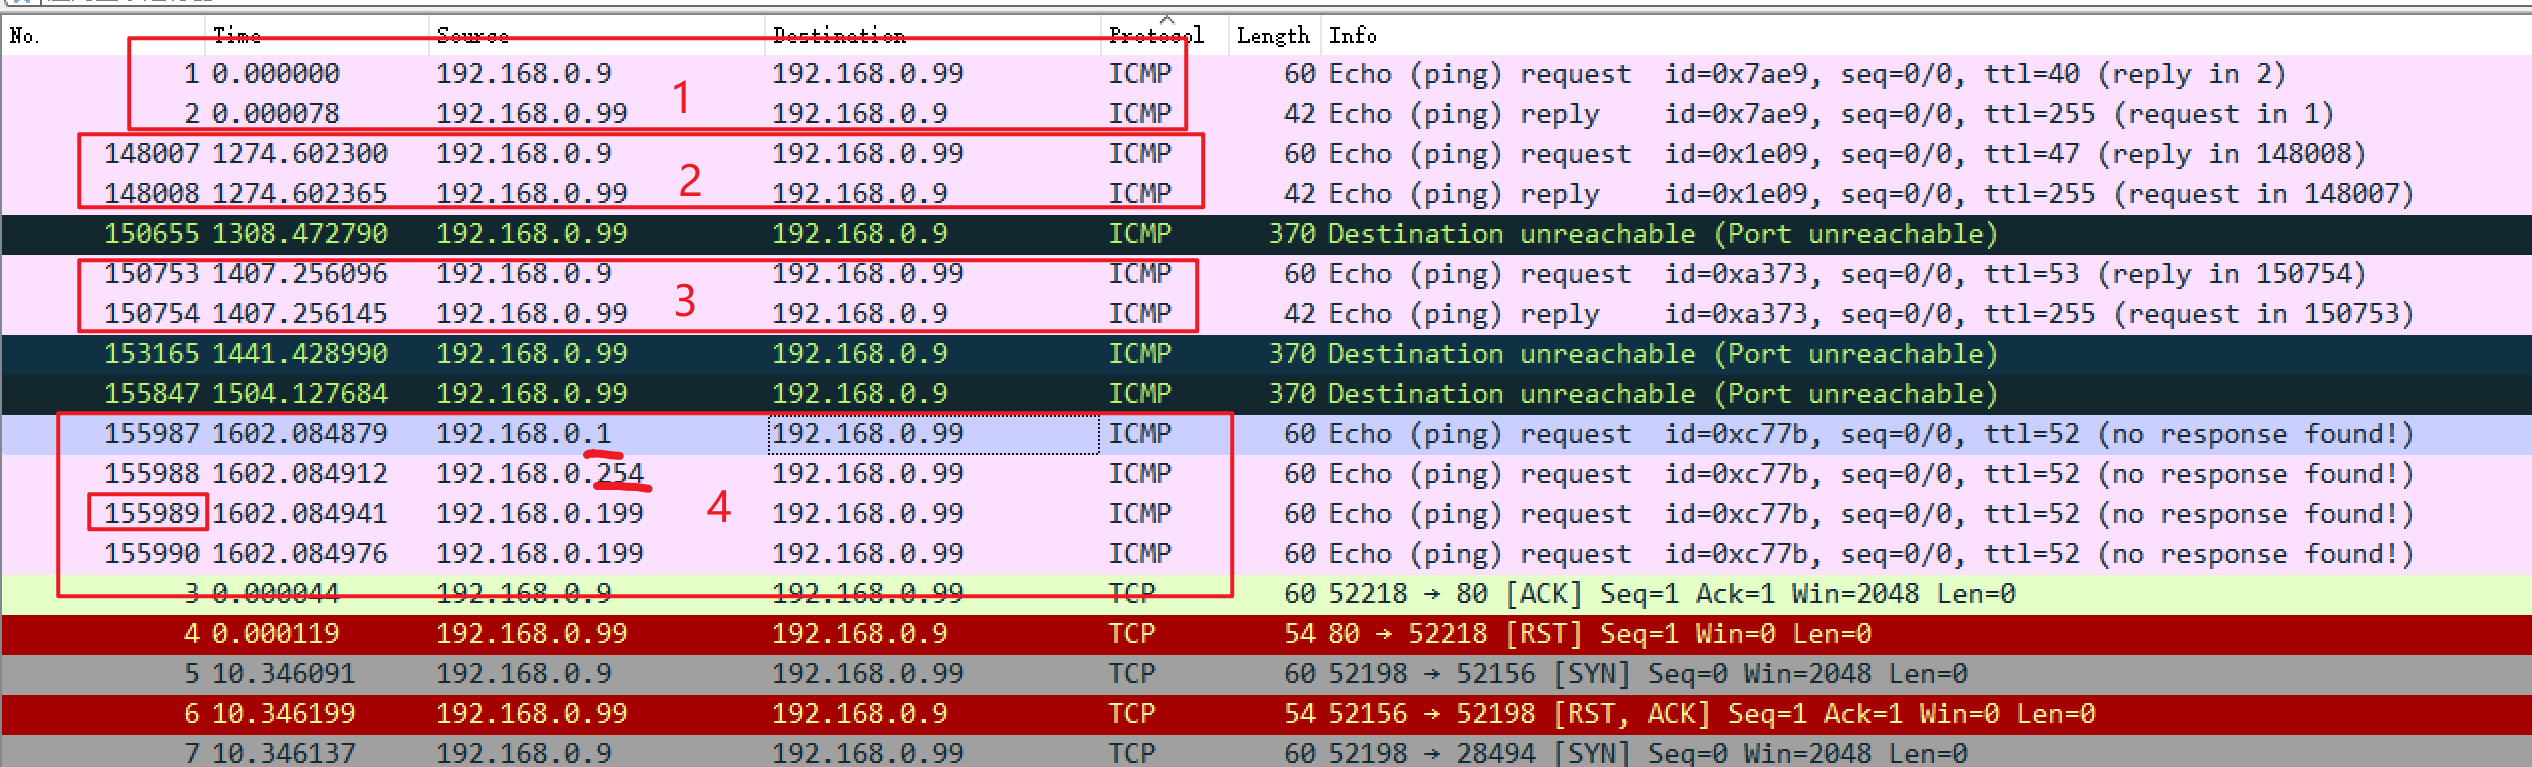 No. Time Source Destination Protocol Length Info
1 0.000000 192.168.0.9 192.168.0.99 ICMP 60 Echo (ping) request id=0x7ae9, seq=0/0, ttl=40 (reply in 2)
1
2 0.000078 192.168.0.99 192.168.0.9 ICMP 42 Echo (ping) reply id=0x7ae9, seq=0/0, ttl=255 (request in 1)
148007 1274.602300 192.168.0.9 192.168.0.99 ICMP 60 Echo (ping) request id=0x1e09, seq=0/0, ttl=47 (reply in 148008)
2
148008 1274.602365 192.168.0.99 192.168.0.9 ICMP 42 Echo (ping) reply id=0x1e09, seq=0/0, ttl=255 (request in 148007)
150655 1308.472790 192.168.0.99 192.168.0.9 ICMP 370 Destination unreachable (Port unreachable)
150753 1407.256096 192.168.0.9 192.168.0.99 ICMP 60 Echo (ping) request id=0xa373, seq=0/0, ttl=53 (reply in 150754)
3
150754 1407.256145 192.168.0.99 192.168.0.9 ICMP 42 Echo (ping) reply id=0xa373, seq=0/0, ttl=255 (request in 150753)
153165 1441.428990 192.168.0.99 192.168.0.9 ICMP 370 Destination unreachable (Port unreachable)
155847 1504.127684 192.168.0.99 192.168.0.9 ICMP 370 Destination unreachable (Port unreachable)
155987 1602.084879 192.168.0.1 192.168.0.99 ICMP 60 Echo (ping) request id=0xc77b, seq=0/0, ttl=52 (no response found!)
155988 1602.084912 192.168.0.254 192.168.0.99 ICMP 60 Echo (ping) request id=0xc77b, seq=0/0, ttl=52 (no response found!)
4
155989 1602.084941 192.168.0.199 192.168.0.99 ICMP 60 Echo (ping) request id=0xc77b, seq=0/0, ttl=52 (no response found!)
155990 1602.084976 192.168.0.199 192.168.0.99 ICMP 60 Echo (ping) request id=0xc77b, seq=0/0, ttl=52 (no response found!)
3 0.000044 192.168.0.9 192.168.0.99 TCP 60 52218 → 80 [ACK] Seq=1 Ack=1 Win=2048 Len=0
4 0.000119 192.168.0.99 192.168.0.9 TCP 54 80 → 52218 [RST] Seq=1 Win=0 Len=0
5 10.346091 192.168.0.9 192.168.0.99 TCP 60 52198 → 52156 [SYN] Seq=0 Win=2048 Len=0
6 10.346199 192.168.0.99 192.168.0.9 TCP 54 52156 → 52198 [RST, ACK] Seq=1 Ack=1 Win=0 Len=0
7 10.346137 192.168.0.9 192.168.0.99 TCP 60 52198 → 28494 [SYN] Seq=0 Win=2048 Len=0